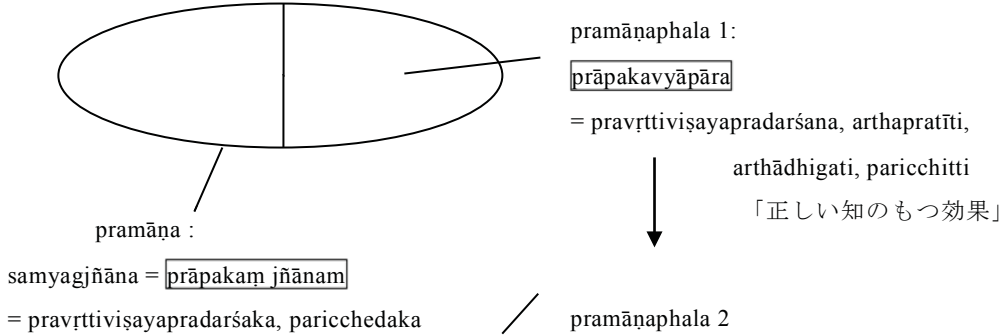 pramāṇaphala 1:
prāpakavyāpāra
= pravṛttiviṣayapradarśana, arthapratīti,
arthādhigati, paricchitti
「正しい知のもつ効果」
pramāṇa :
samyagjñāna = prāpakaṃ jñānam
= pravṛttiviṣayapradarśaka, paricchedaka
pramāṇaphala 2